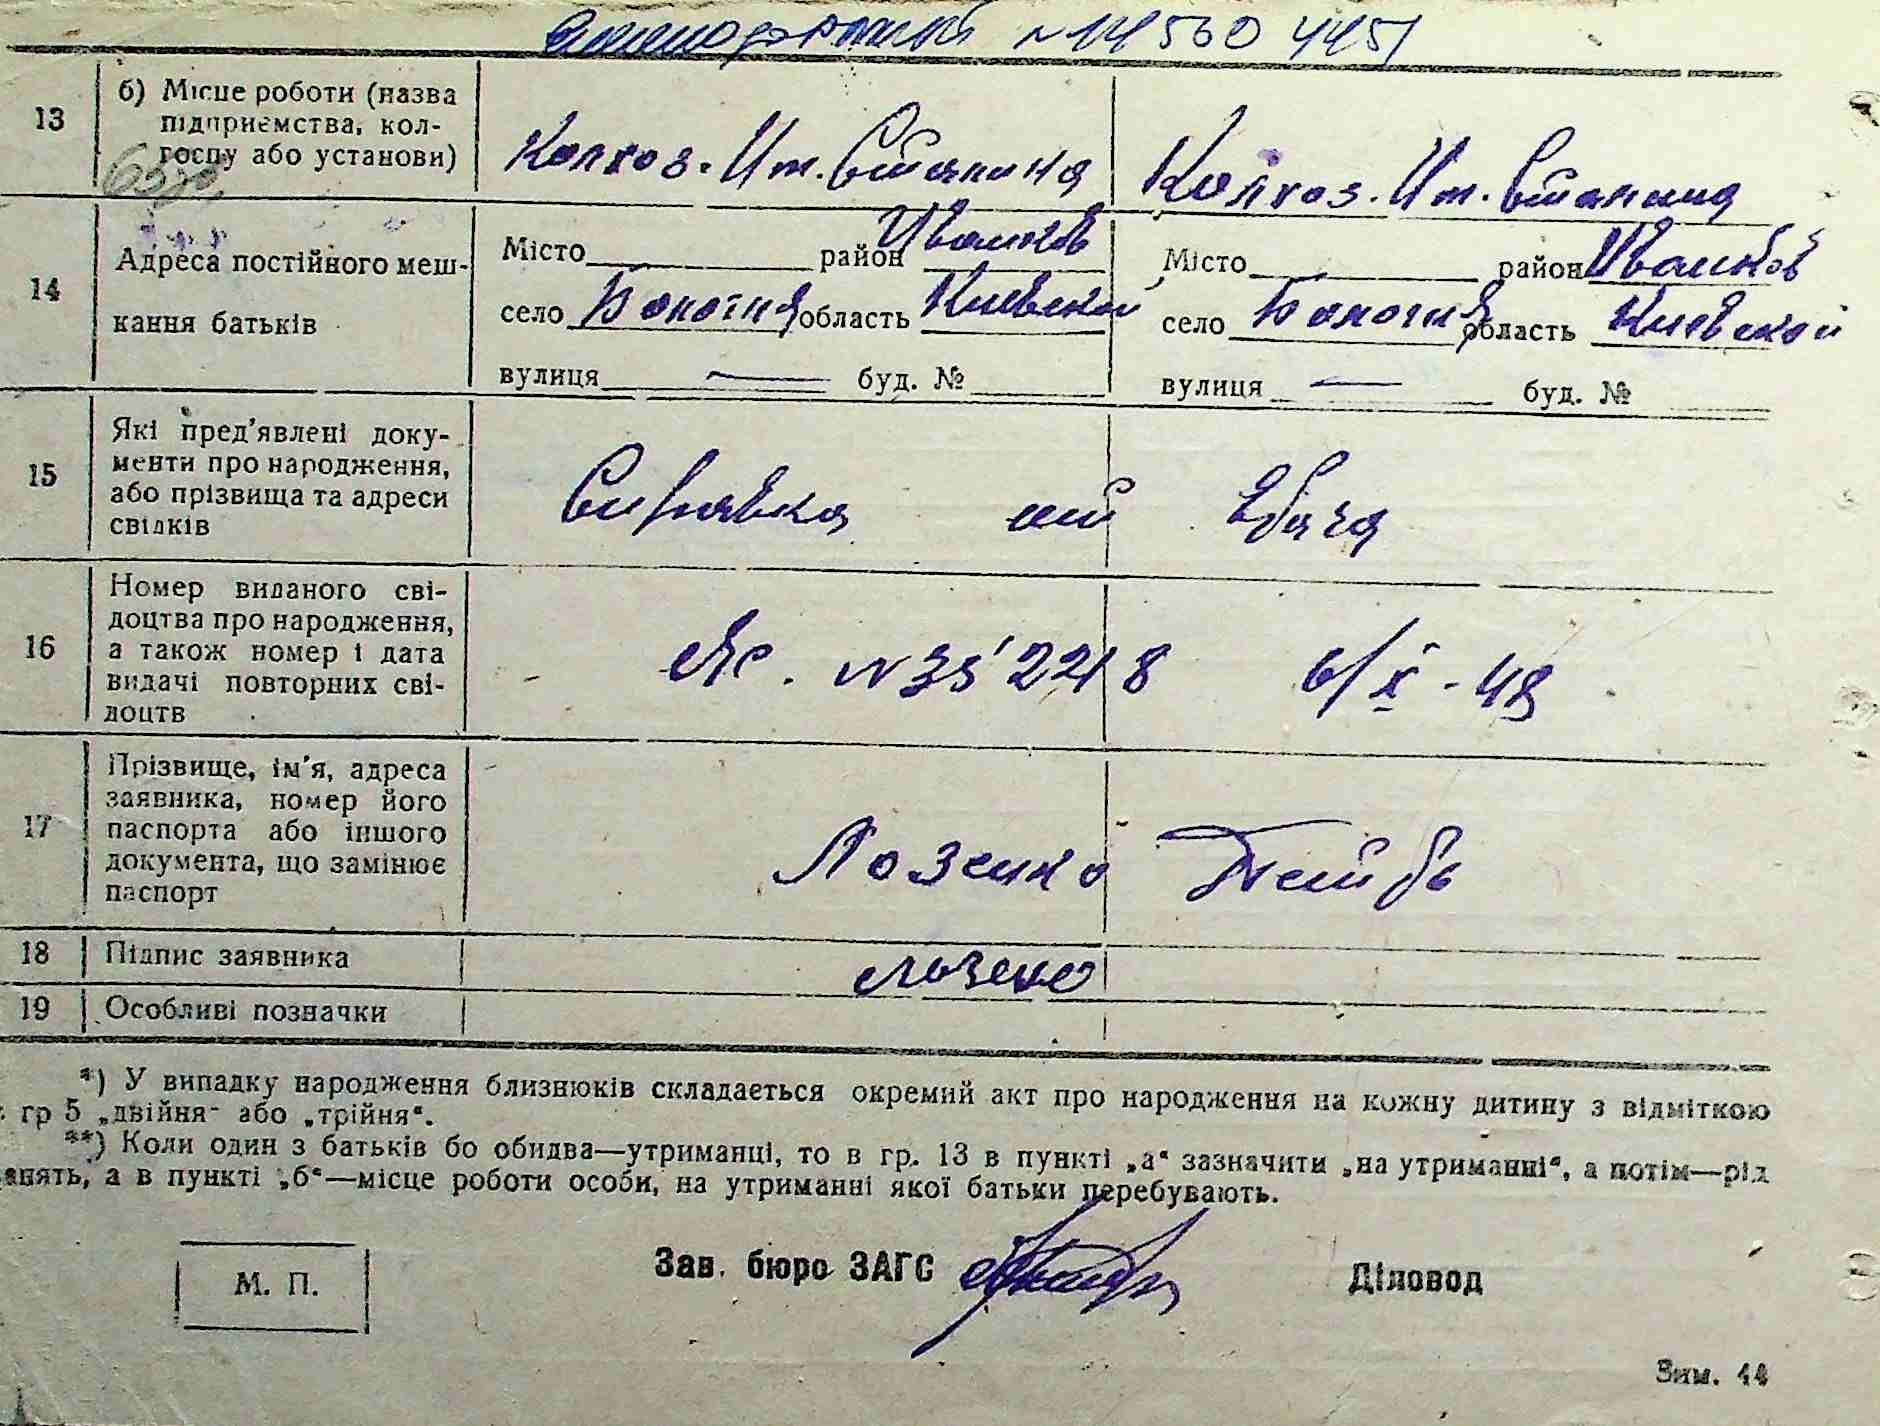 № 14560 4451
13
б) Місце роботи (назва
підприємства, кол-
госпу або установи)
Колхоз. Им. Сталина
Колхоз. Им. Сталина
14
Адреса постійного меш-
кання батьків
Місто район Иванков
село область Киевской
вулиця — буд. №
Місто район Иванков
село область Киевской
вулиця — буд. №
15
Які пред'явлені доку-
менти про народження,
або прізвища та адреси
свідків
Справка
16
Номер виданого сві-
доцтва про народження,
а також номер і дата
видачі повторних сві-
доцтв
6/X - 48
17
Прізвище, ім'я, адреса
заявника, номер його
паспорта або іншого
документа, що замінює
паспорт
Лозенко
18
Підпис заявника
19
Особливі позначки
*) У випадку народження близнюків складається окремий акт про народження на кожну дитину з відміткою
гр 5 „двійня" або „трійня".
**) Коли один з батьків бо обидва—утриманці, то в гр. 13 в пункті „а" зазначити „на утриманні", а потім—рід
занять, а в пункті „б"—місце роботи особи, на утриманні якої батьки перебувають.
М. П.
Зав. бюро ЗАГС
Діловод
Зим. 44